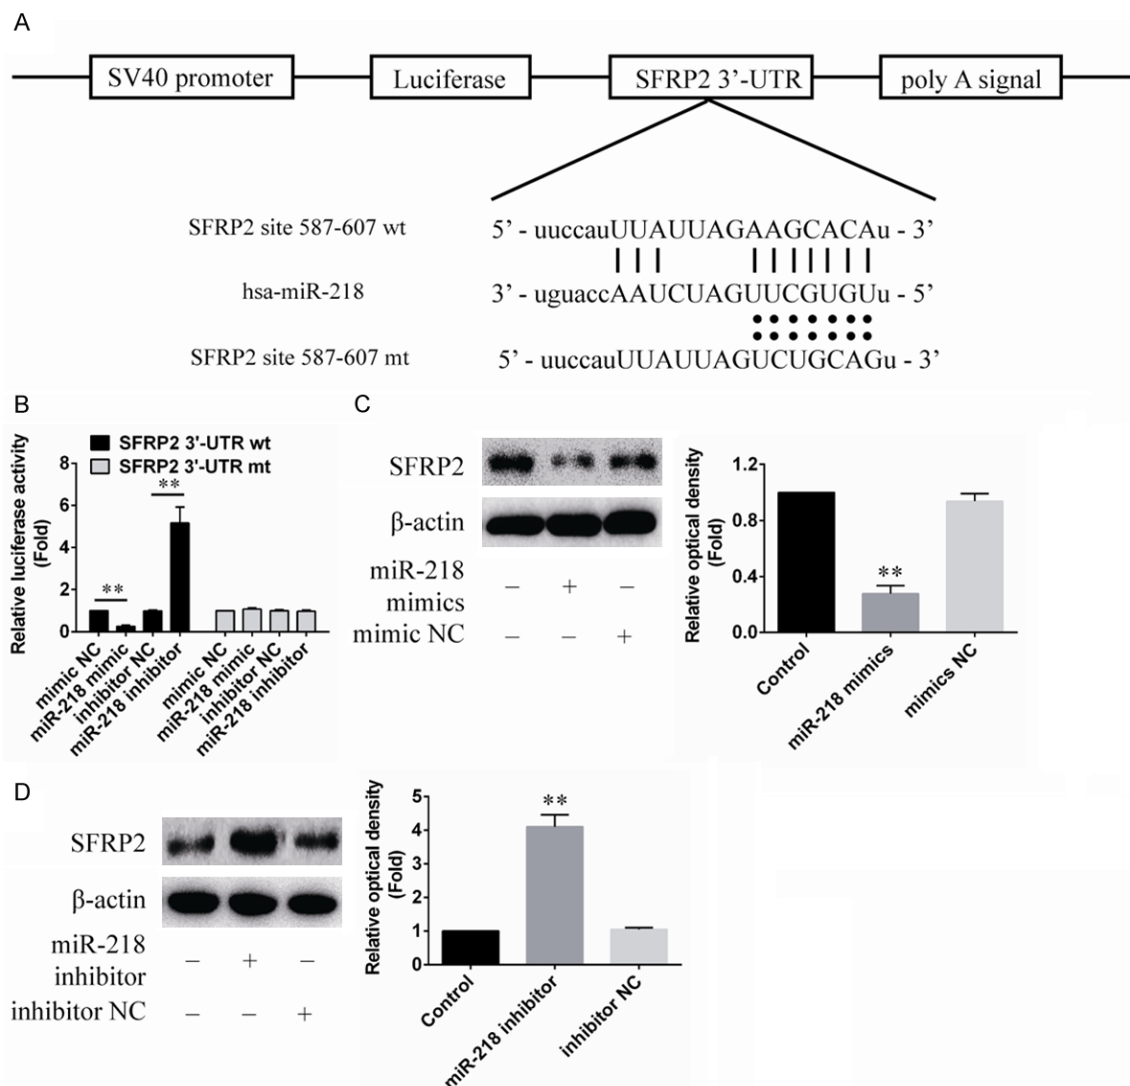 A
SV40 promoter
Luciferase
SFRP2 3’-UTR
poly A signal
SFRP2 site 587-607 wt
5’ - uuccauUUAUUAGAAGCACAu - 3’
hsa-miR-218
3’ - uguaccAAUCUAGUUCGUGUu - 5’
SFRP2 site 587-607 mt
5’ - uuccauUUAUUAGUCUGCAGu - 3’
B
SFRP2 3'-UTR wt
SFRP2 3'-UTR mt
Relative luciferase activity
(Fold)
8
6
4
2
0
**
**
mimic NC
miR-218 mimic
inhibitor NC
miR-218 inhibitor
mimic NC
miR-218 mimic
inhibitor NC
miR-218 inhibitor
C
SFRP2
β-actin
miR-218
mimics
– + –
mimic NC
– – +
Relative optical density
(Fold)
1.2
0.8
0.4
0.0
**
Control
miR-218 mimics
mimics NC
D
SFRP2
β-actin
miR-218
inhibitor
– + –
inhibitor NC
– – +
Relative optical density
(Fold)
5
4
3
2
1
0
**
Control
miR-218 inhibitor
inhibitor NC